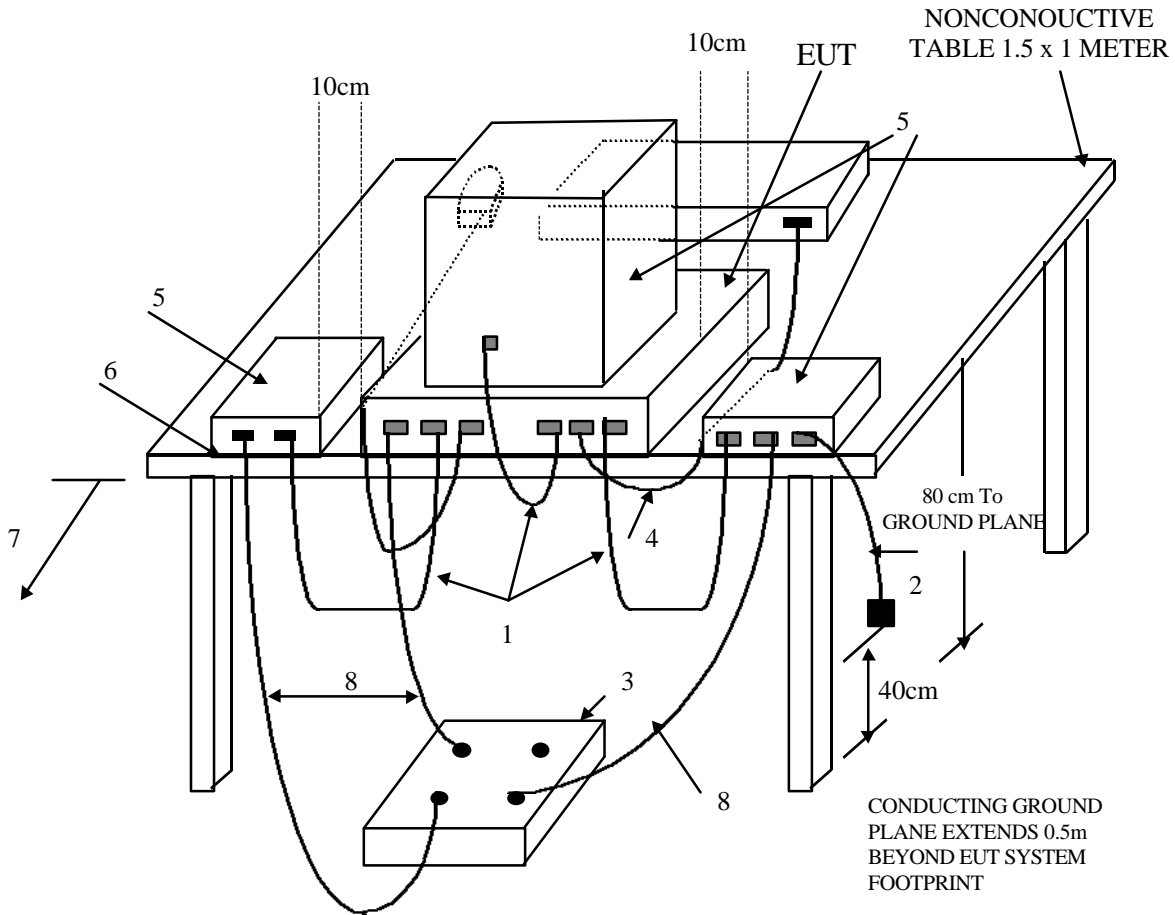 NONCONOUCTIVE
TABLE 1.5 x 1 METER
10cm
EUT
10cm
5
5
6
7
80 cm To
GROUND PLANE
4
2
1
8
3
40cm
8
CONDUCTING GROUND
PLANE EXTENDS 0.5m
BEYOND EUT SYSTEM
FOOTPRINT